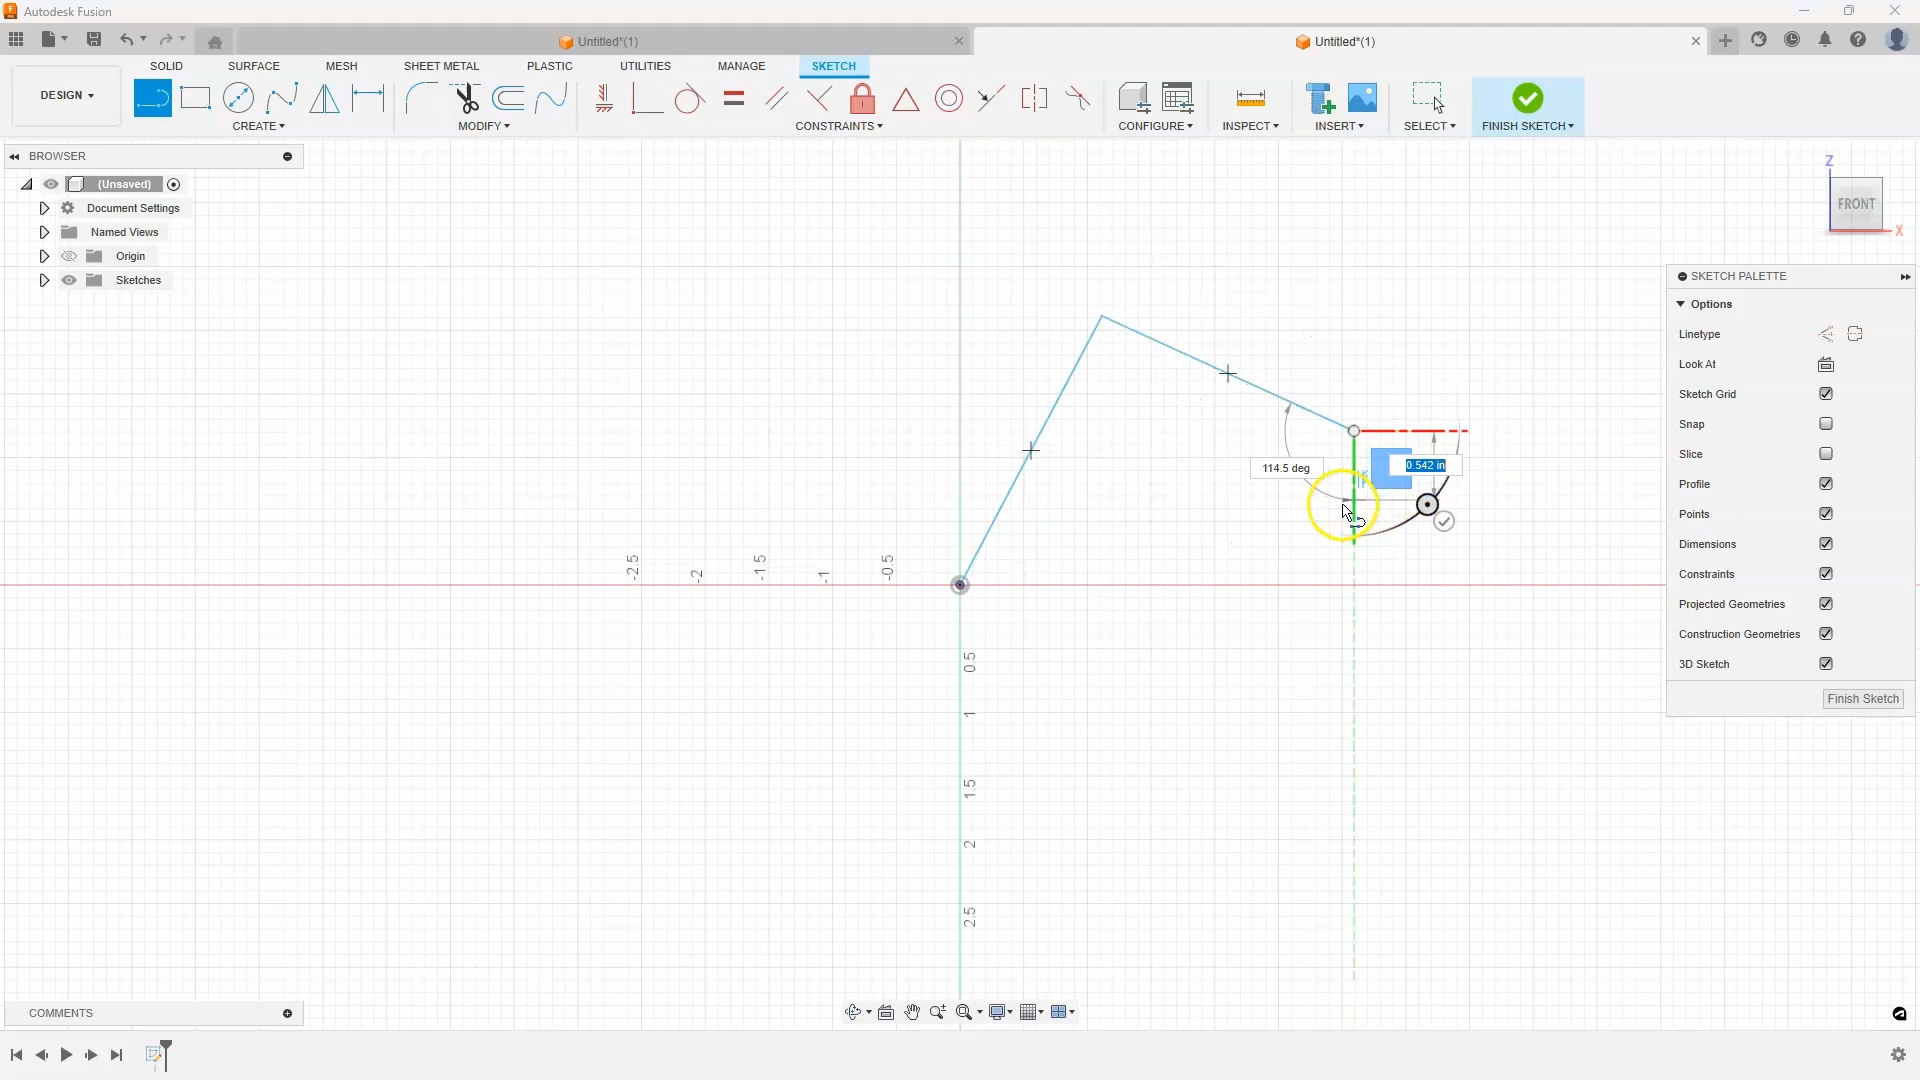 Autodesk Fusion
Untitled*(1)
Untitled*(1)
SOLID SURFACE MESH SHEET METAL PLASTIC UTILITIES MANAGE SKETCH
DESIGN
CREATE MODIFY CONSTRAINTS CONFIGURE INSPECT INSERT SELECT FINISH SKETCH
BROWSER
(Unsaved)
Document Settings
Named Views
Origin
Sketches
Z
FRONT
X
SKETCH PALETTE
Options
Linetype
Look At
Sketch Grid
Snap
Slice
Profile
Points
Dimensions
Constraints
Projected Geometries
Construction Geometries
3D Sketch
Finish Sketch
114.5 deg
0.542 in
-2.5
-2
-1.5
-1
-0.5
0.5
1
1.5
2
2.5
COMMENTS